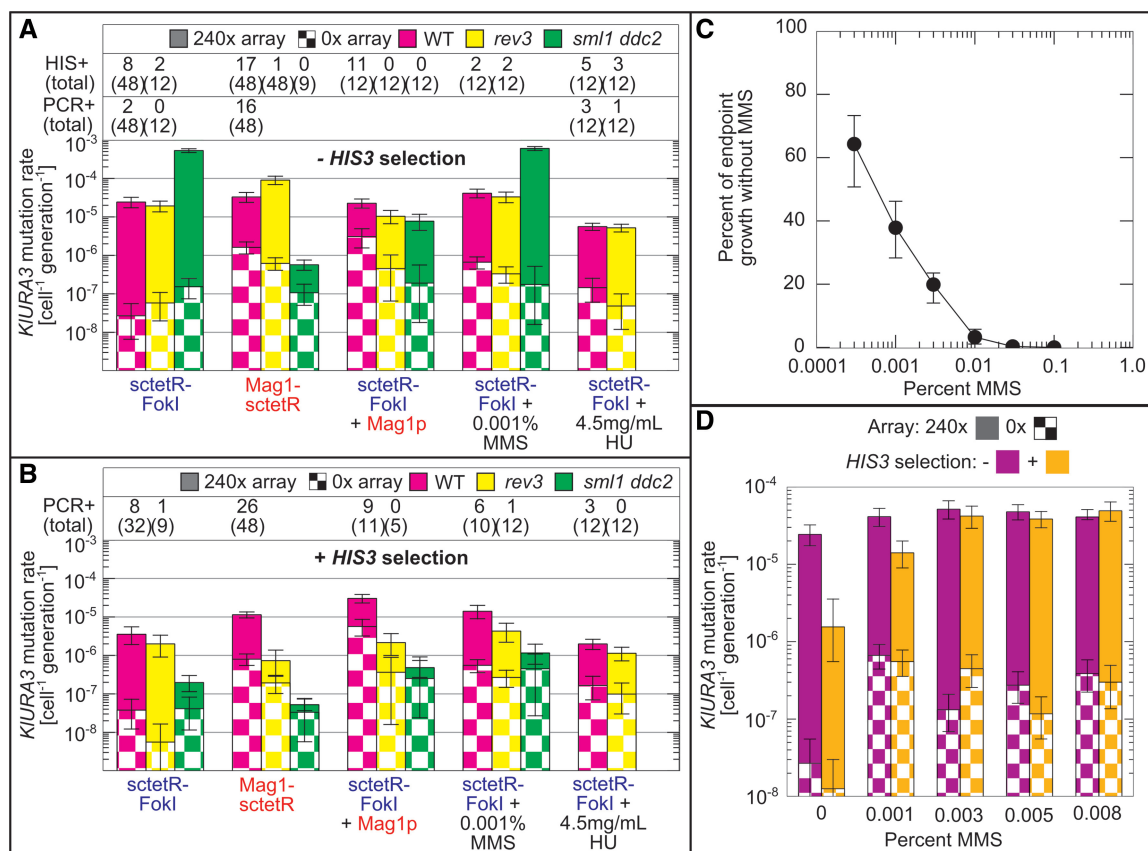 A
240x array 0x array WT rev3 sml1 ddc2
HIS+ 8 2 17 1 0 11 0 0 2 2 5 3
(total) (48)(12) (48)(48)(9) (12)(12)(12) (12)(12) (12)(12)
PCR+ 2 0 16 3 1
(total) (48)(12) (48) (12)(12)
- HIS3 selection
KlURA3 mutation rate
[cell-1 generation-1]
10-3
10-4
10-5
10-6
10-7
10-8
sctetR- Mag1- sctetR- sctetR- sctetR-
FokI sctetR FokI FokI + FokI +
+ Mag1p 0.001% 4.5mg/mL
MMS HU
B
240x array 0x array WT rev3 sml1 ddc2
PCR+ 8 1 26 9 0 6 1 3 0
(total) (32)(9) (48) (11)(5) (10)(12) (12)(12)
+ HIS3 selection
KlURA3 mutation rate
[cell-1 generation-1]
10-3
10-4
10-5
10-6
10-7
10-8
sctetR- Mag1- sctetR- sctetR- sctetR-
FokI sctetR FokI FokI + FokI +
+ Mag1p 0.001% 4.5mg/mL
MMS HU
C
Percent of endpoint
growth without MMS
100
80
60
40
20
0
0.0001 0.001 0.01 0.1 1.0
Percent MMS
D
Array: 240x 0x
HIS3 selection: - +
KlURA3 mutation rate
[cell-1 generation-1]
10-4
10-5
10-6
10-7
10-8
0 0.001 0.003 0.005 0.008
Percent MMS